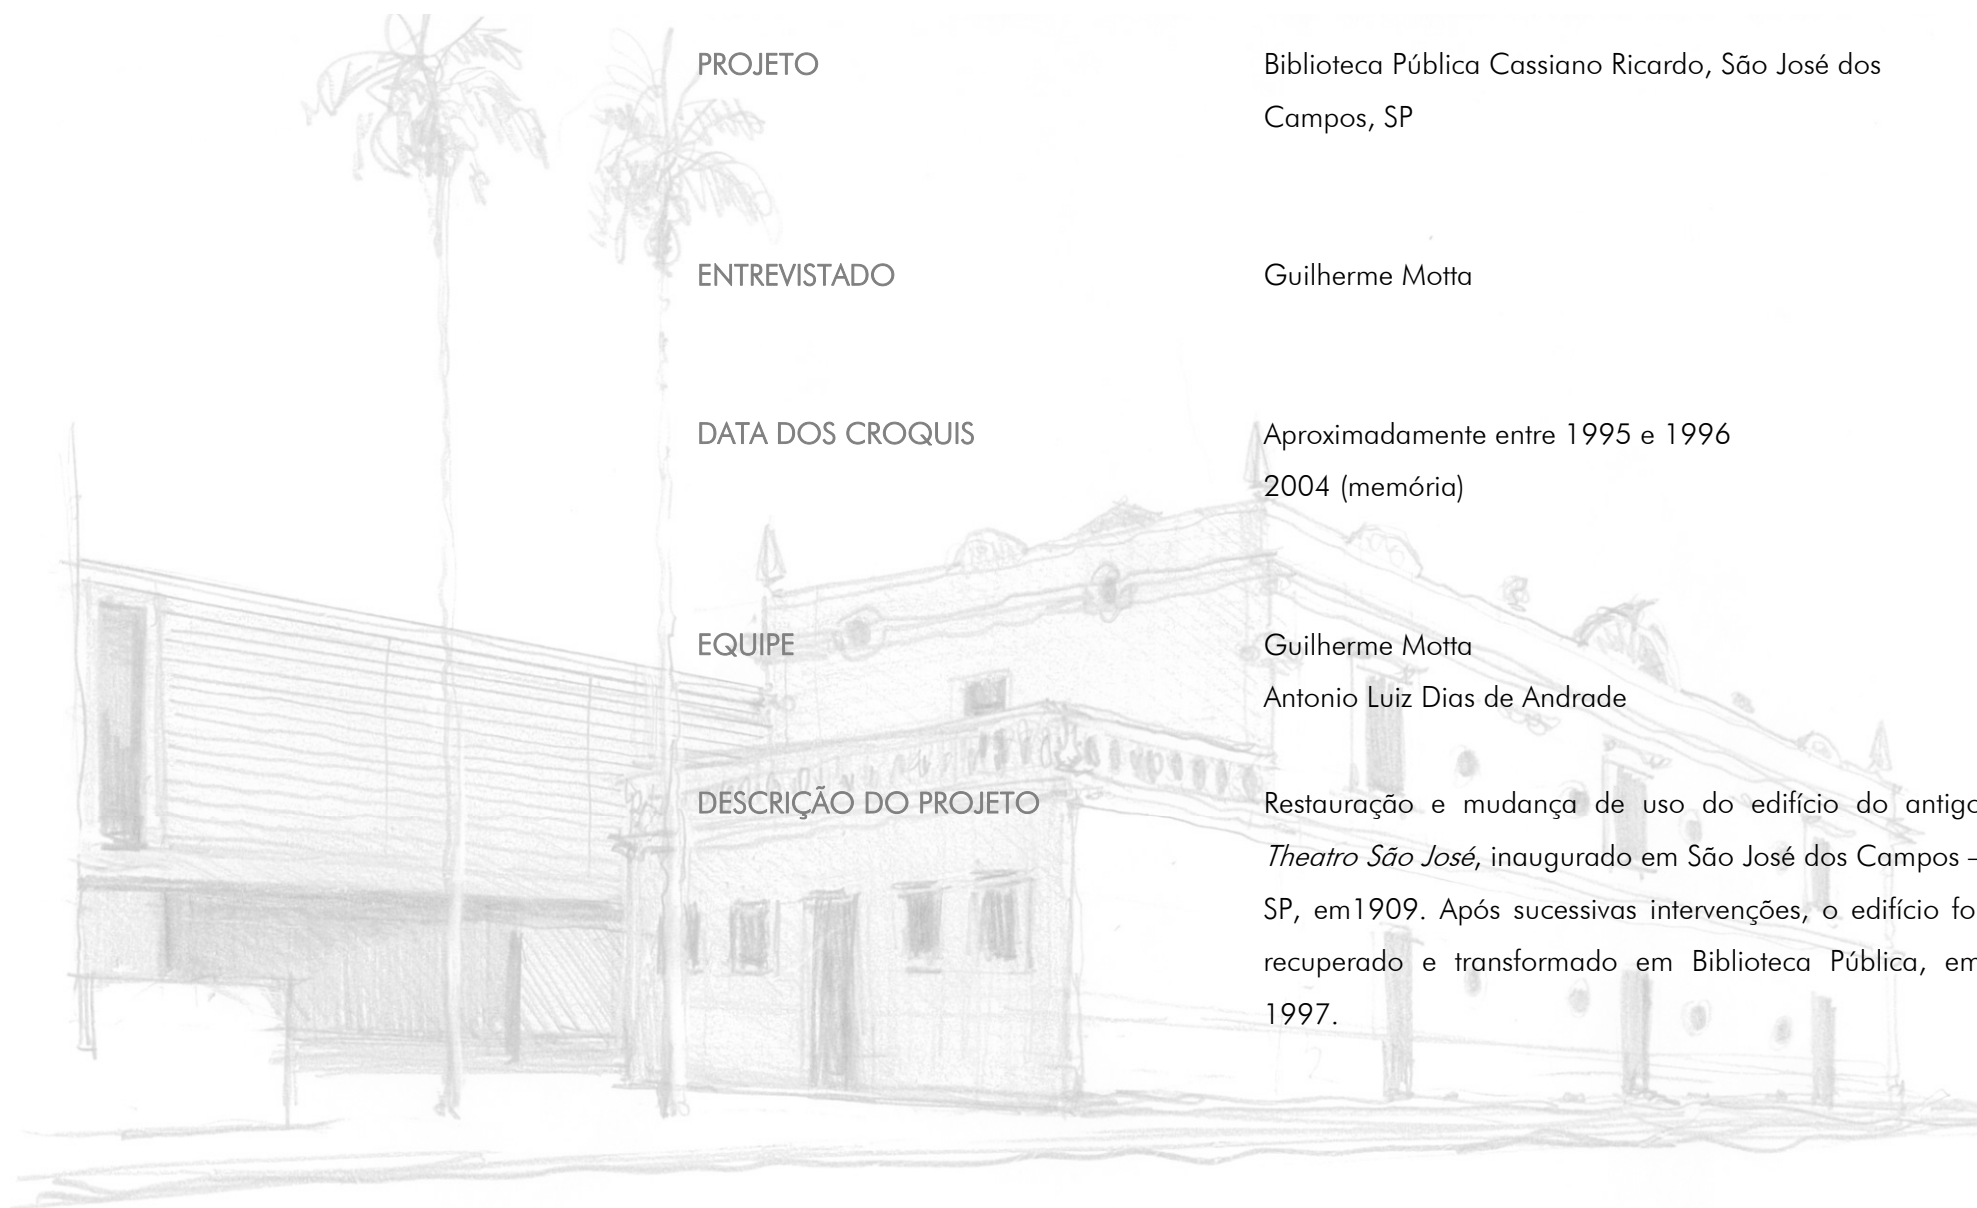 PROJETO
Biblioteca Pública Cassiano Ricardo, São José dos
Campos, SP
ENTREVISTADO
Guilherme Motta
DATA DOS CROQUIS
Aproximadamente entre 1995 e 1996
2004 (memória)
EQUIPE
Guilherme Motta
Antonio Luiz Dias de Andrade
DESCRIÇÃO DO PROJETO
Restauração e mudança de uso do edifício do antigo
Theatro São José, inaugurado em São José dos Campos –
SP, em1909. Após sucessivas intervenções, o edifício foi
recuperado e transformado em Biblioteca Pública, em
1997.